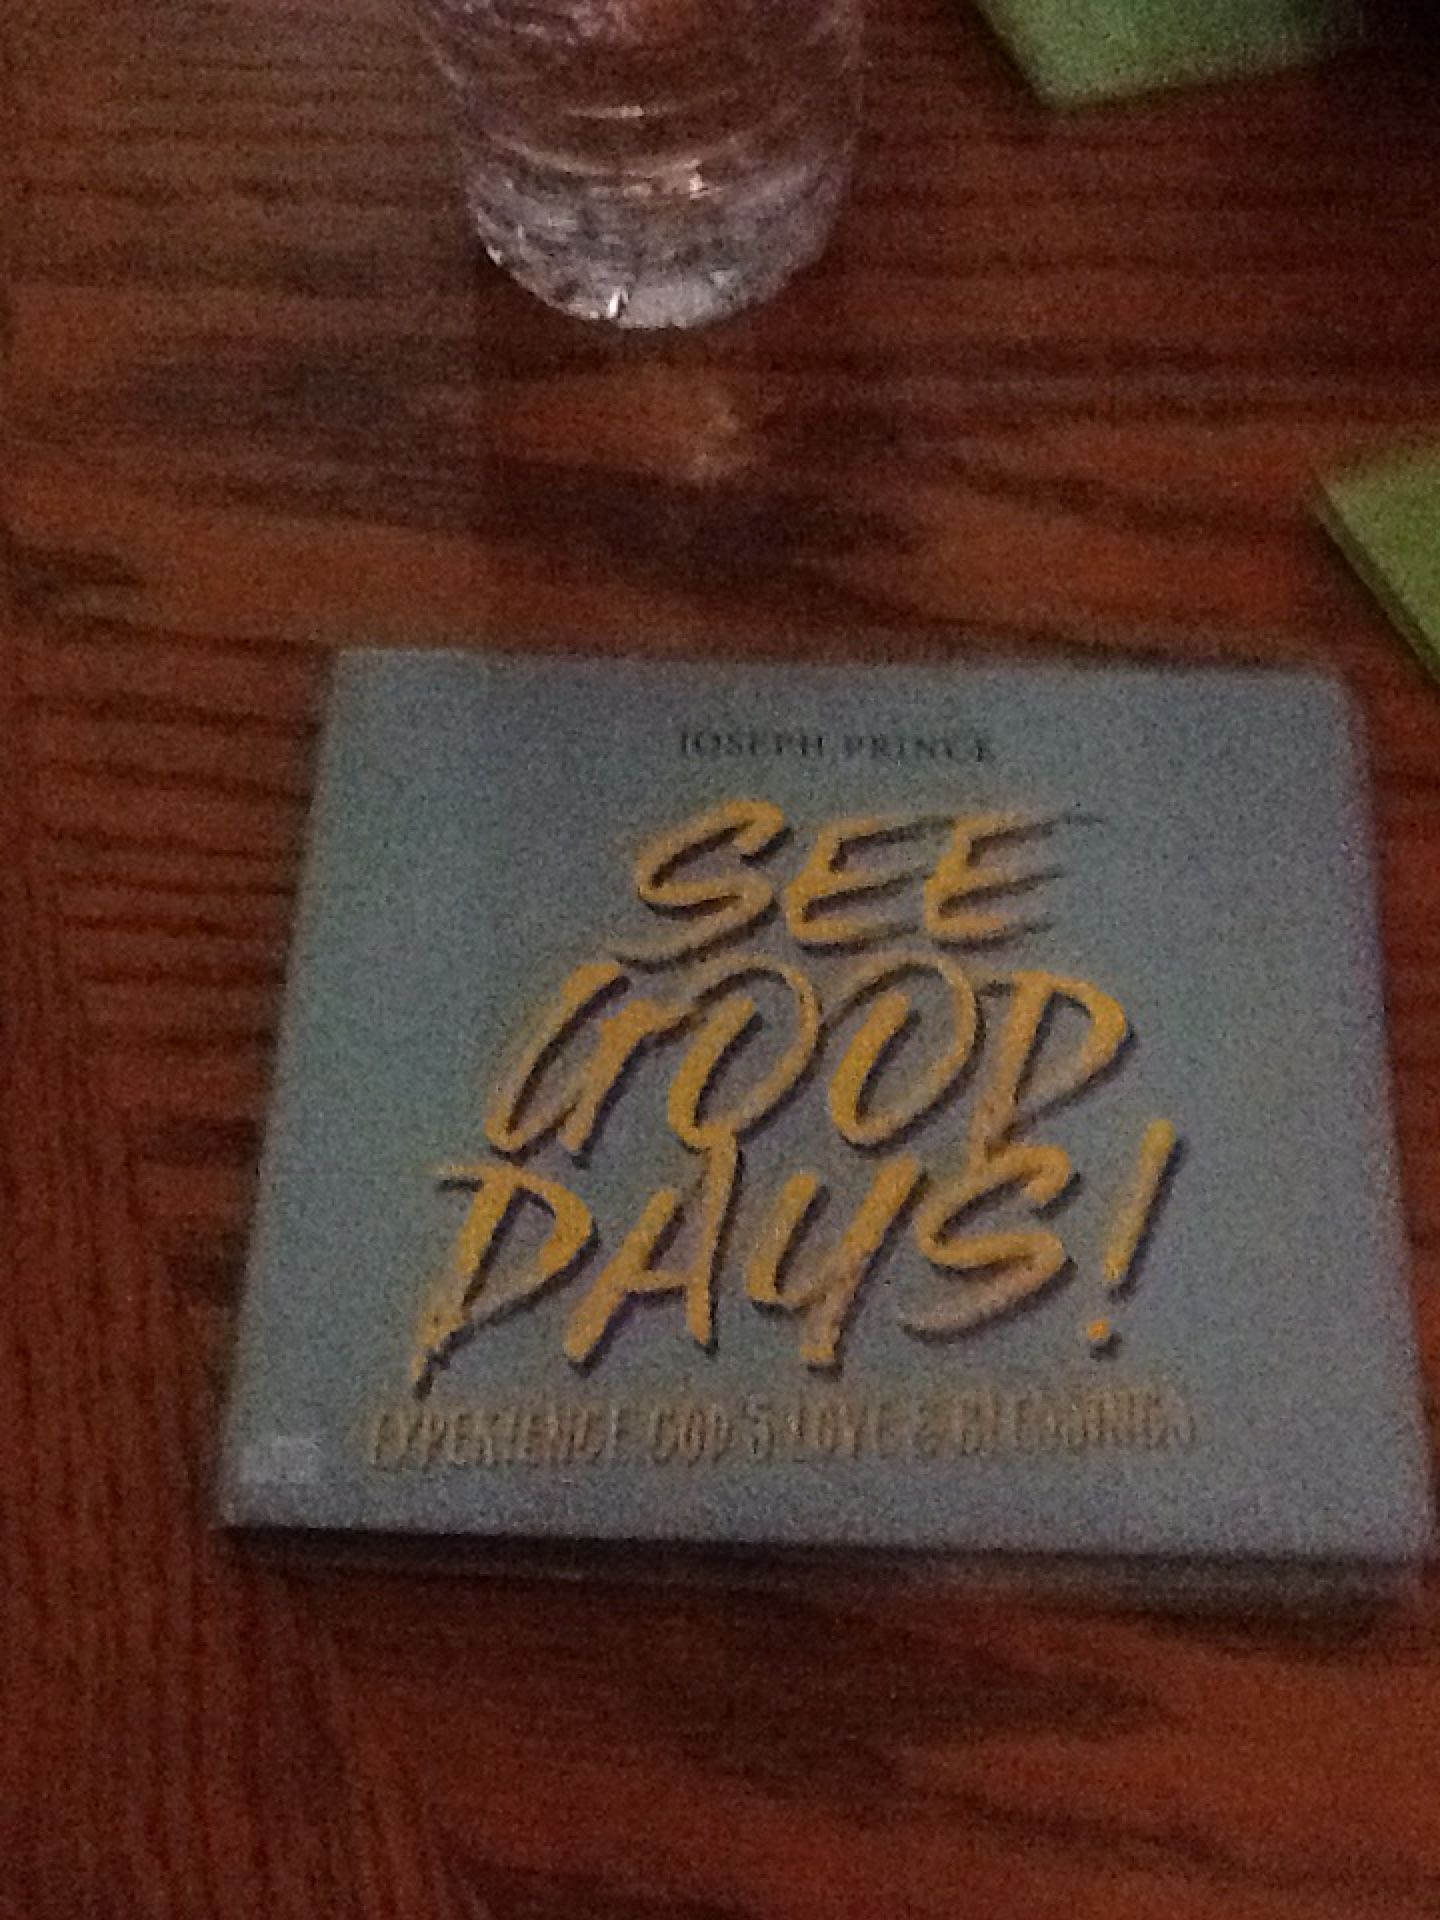 JOSEPH PRINCE
SEE
GOOD
DAYS!
EXPERIENCE GOD'S LOVE & BLESSINGS